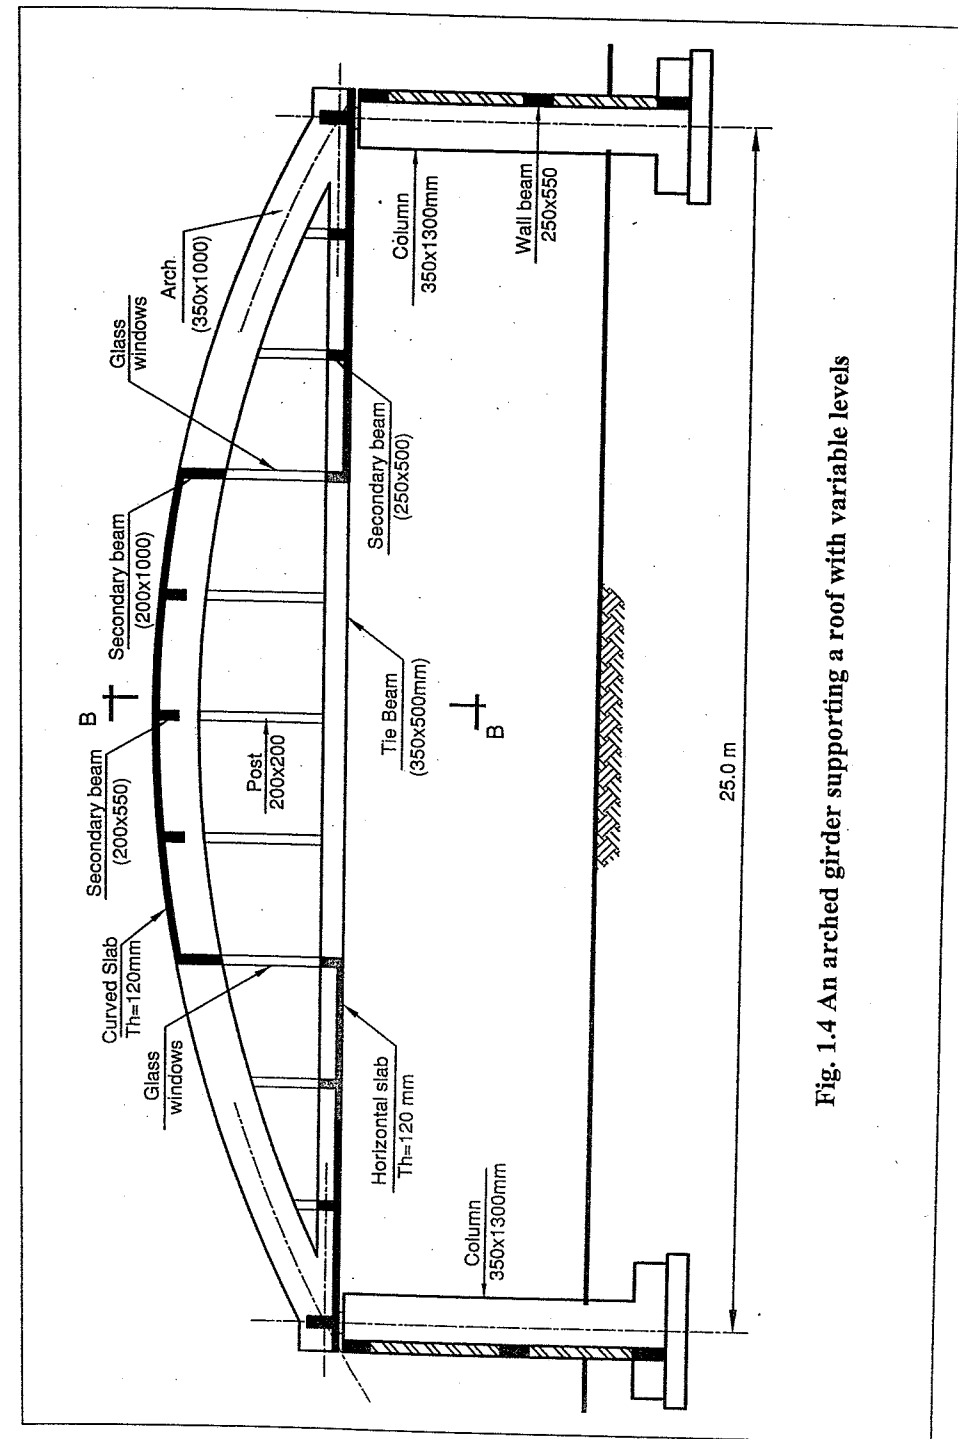 Arch
(350x1000)
Glass
windows
Secondary beam
(200x1000)
B
Secondary beam
(200x550)
Curved Slab
Th=120mm
Glass
windows
Post
200x200
Column
350x1300mm
Wall beam
250x550
Secondary beam
(250x500)
Tie Beam
(350x500mm)
B
Horizontal slab
Th=120 mm
Column
350x1300mm
25.0 m
Fig. 1.4 An arched girder supporting a roof with variable levels